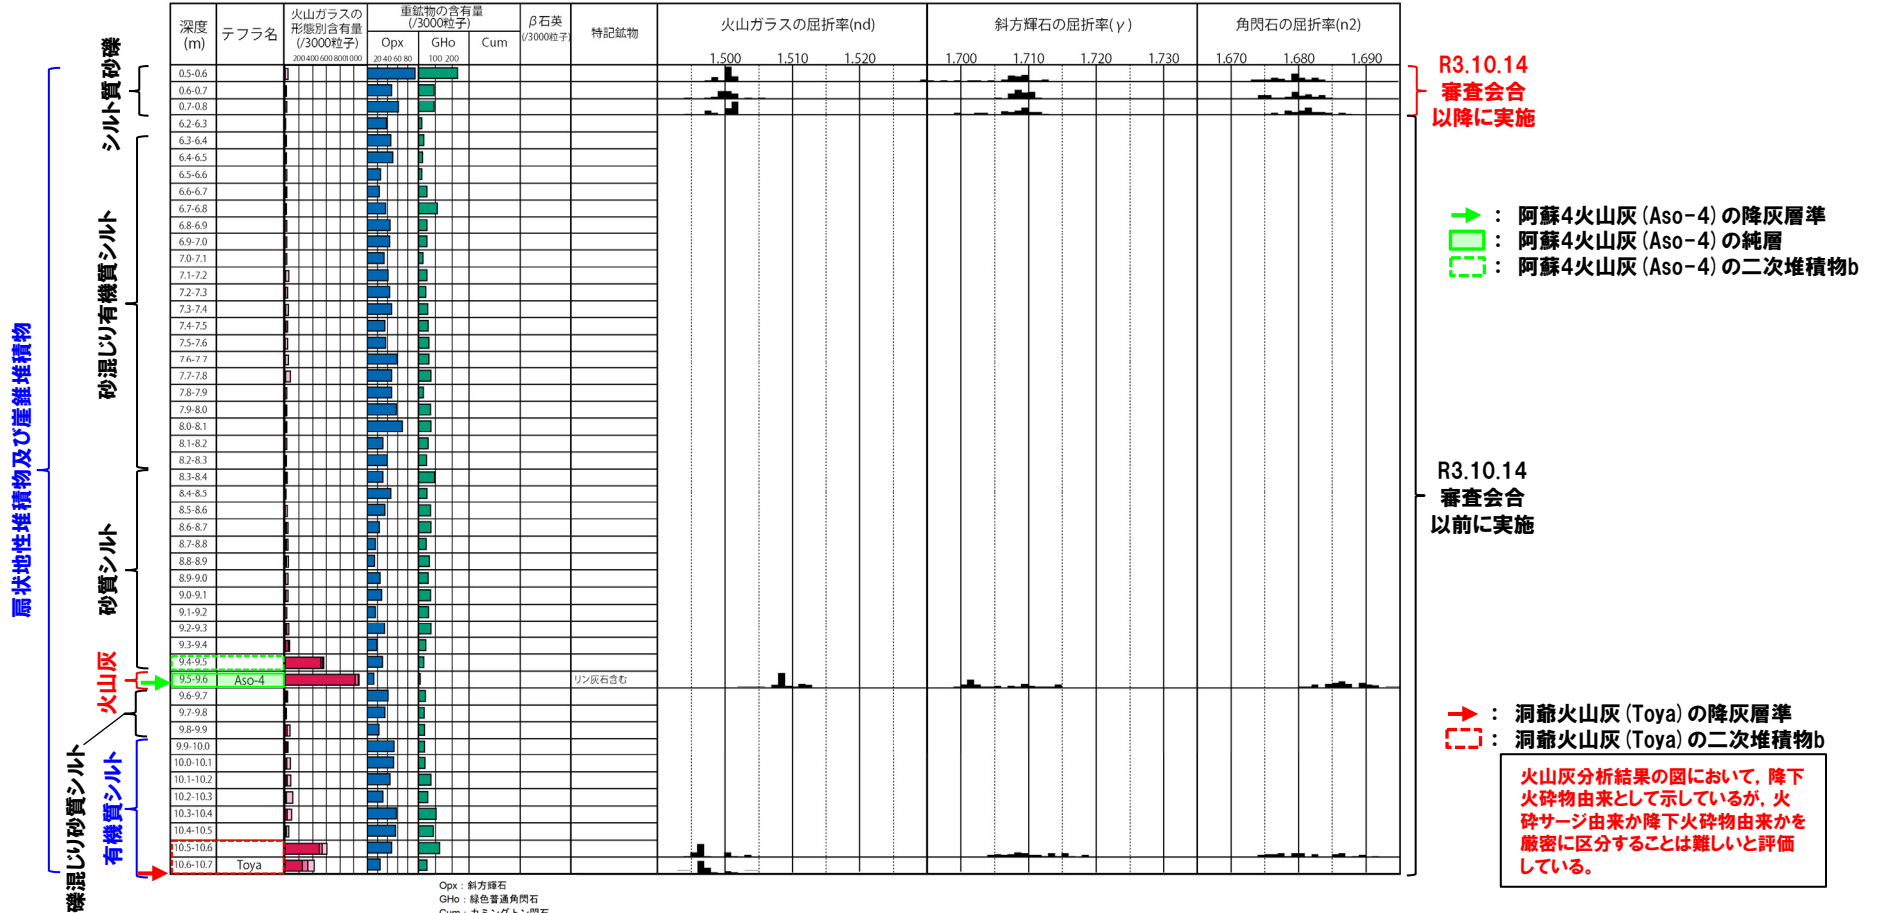 深度
(m)
テフラ名
火山ガラスの
形態別含有量
(/3000粒子)
200 400 600 800 1000
重鉱物の含有量
(/3000粒子)
Opx
GHo
Cum
20 40 60 80
100 200
β石英
(/3000粒子)
特記鉱物
火山ガラスの屈折率(nd)
1.500 1.510 1.520
斜方輝石の屈折率(γ)
1.700 1.710 1.720 1.730
角閃石の屈折率(n2)
1.670 1.680 1.690
0.5-0.6
0.6-0.7
0.7-0.8
6.2-6.3
6.3-6.4
6.4-6.5
6.5-6.6
6.6-6.7
6.7-6.8
6.8-6.9
6.9-7.0
7.0-7.1
7.1-7.2
7.2-7.3
7.3-7.4
7.4-7.5
7.5-7.6
7.6-7.7
7.7-7.8
7.8-7.9
7.9-8.0
8.0-8.1
8.1-8.2
8.2-8.3
8.3-8.4
8.4-8.5
8.5-8.6
8.6-8.7
8.7-8.8
8.8-8.9
8.9-9.0
9.0-9.1
9.1-9.2
9.2-9.3
9.3-9.4
9.4-9.5
9.5-9.6 Aso-4 リン灰石含む
9.6-9.7
9.7-9.8
9.8-9.9
9.9-10.0
10.0-10.1
10.1-10.2
10.2-10.3
10.3-10.4
10.4-10.5
10.5-10.6
10.6-10.7 Toya
扇状地性堆積物及び崖錐堆積物
シルト質砂礫
砂混じり有機質シルト
砂質シルト
火山灰
礫混じり砂質シルト
有機質シルト
Opx：斜方輝石
GHo：緑色普通角閃石
Cum：カミングトン閃石
R3.10.14
審査会合
以降に実施
：阿蘇4火山灰(Aso-4)の降灰層準
：阿蘇4火山灰(Aso-4)の純層
：阿蘇4火山灰(Aso-4)の二次堆積物b
R3.10.14
審査会合
以前に実施
：洞爺火山灰(Toya)の降灰層準
：洞爺火山灰(Toya)の二次堆積物b
火山灰分析結果の図において，降下
火砕物由来として示しているが，火
砕サージ由来か降下火砕物由来かを
厳密に区分することは難しいと評価
している。